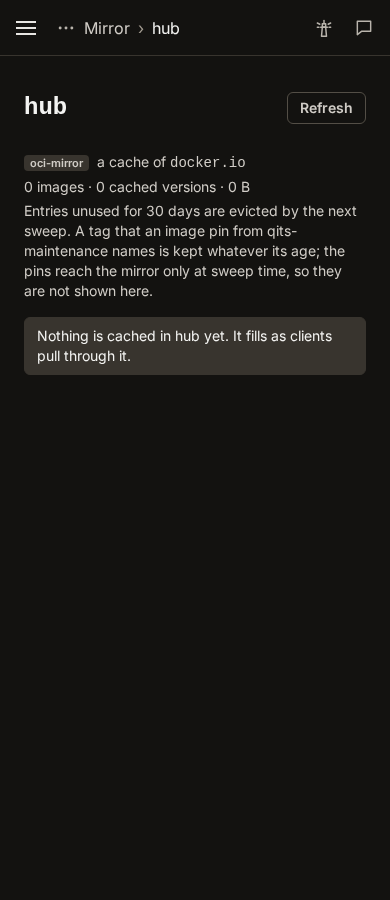 ··· Mirror › hub
hub
Refresh
oci-mirror a cache of docker.io
0 images · 0 cached versions · 0 B
Entries unused for 30 days are evicted by the next
sweep. A tag that an image pin from qits-
maintenance names is kept whatever its age; the
pins reach the mirror only at sweep time, so they
are not shown here.
Nothing is cached in hub yet. It fills as clients
pull through it.